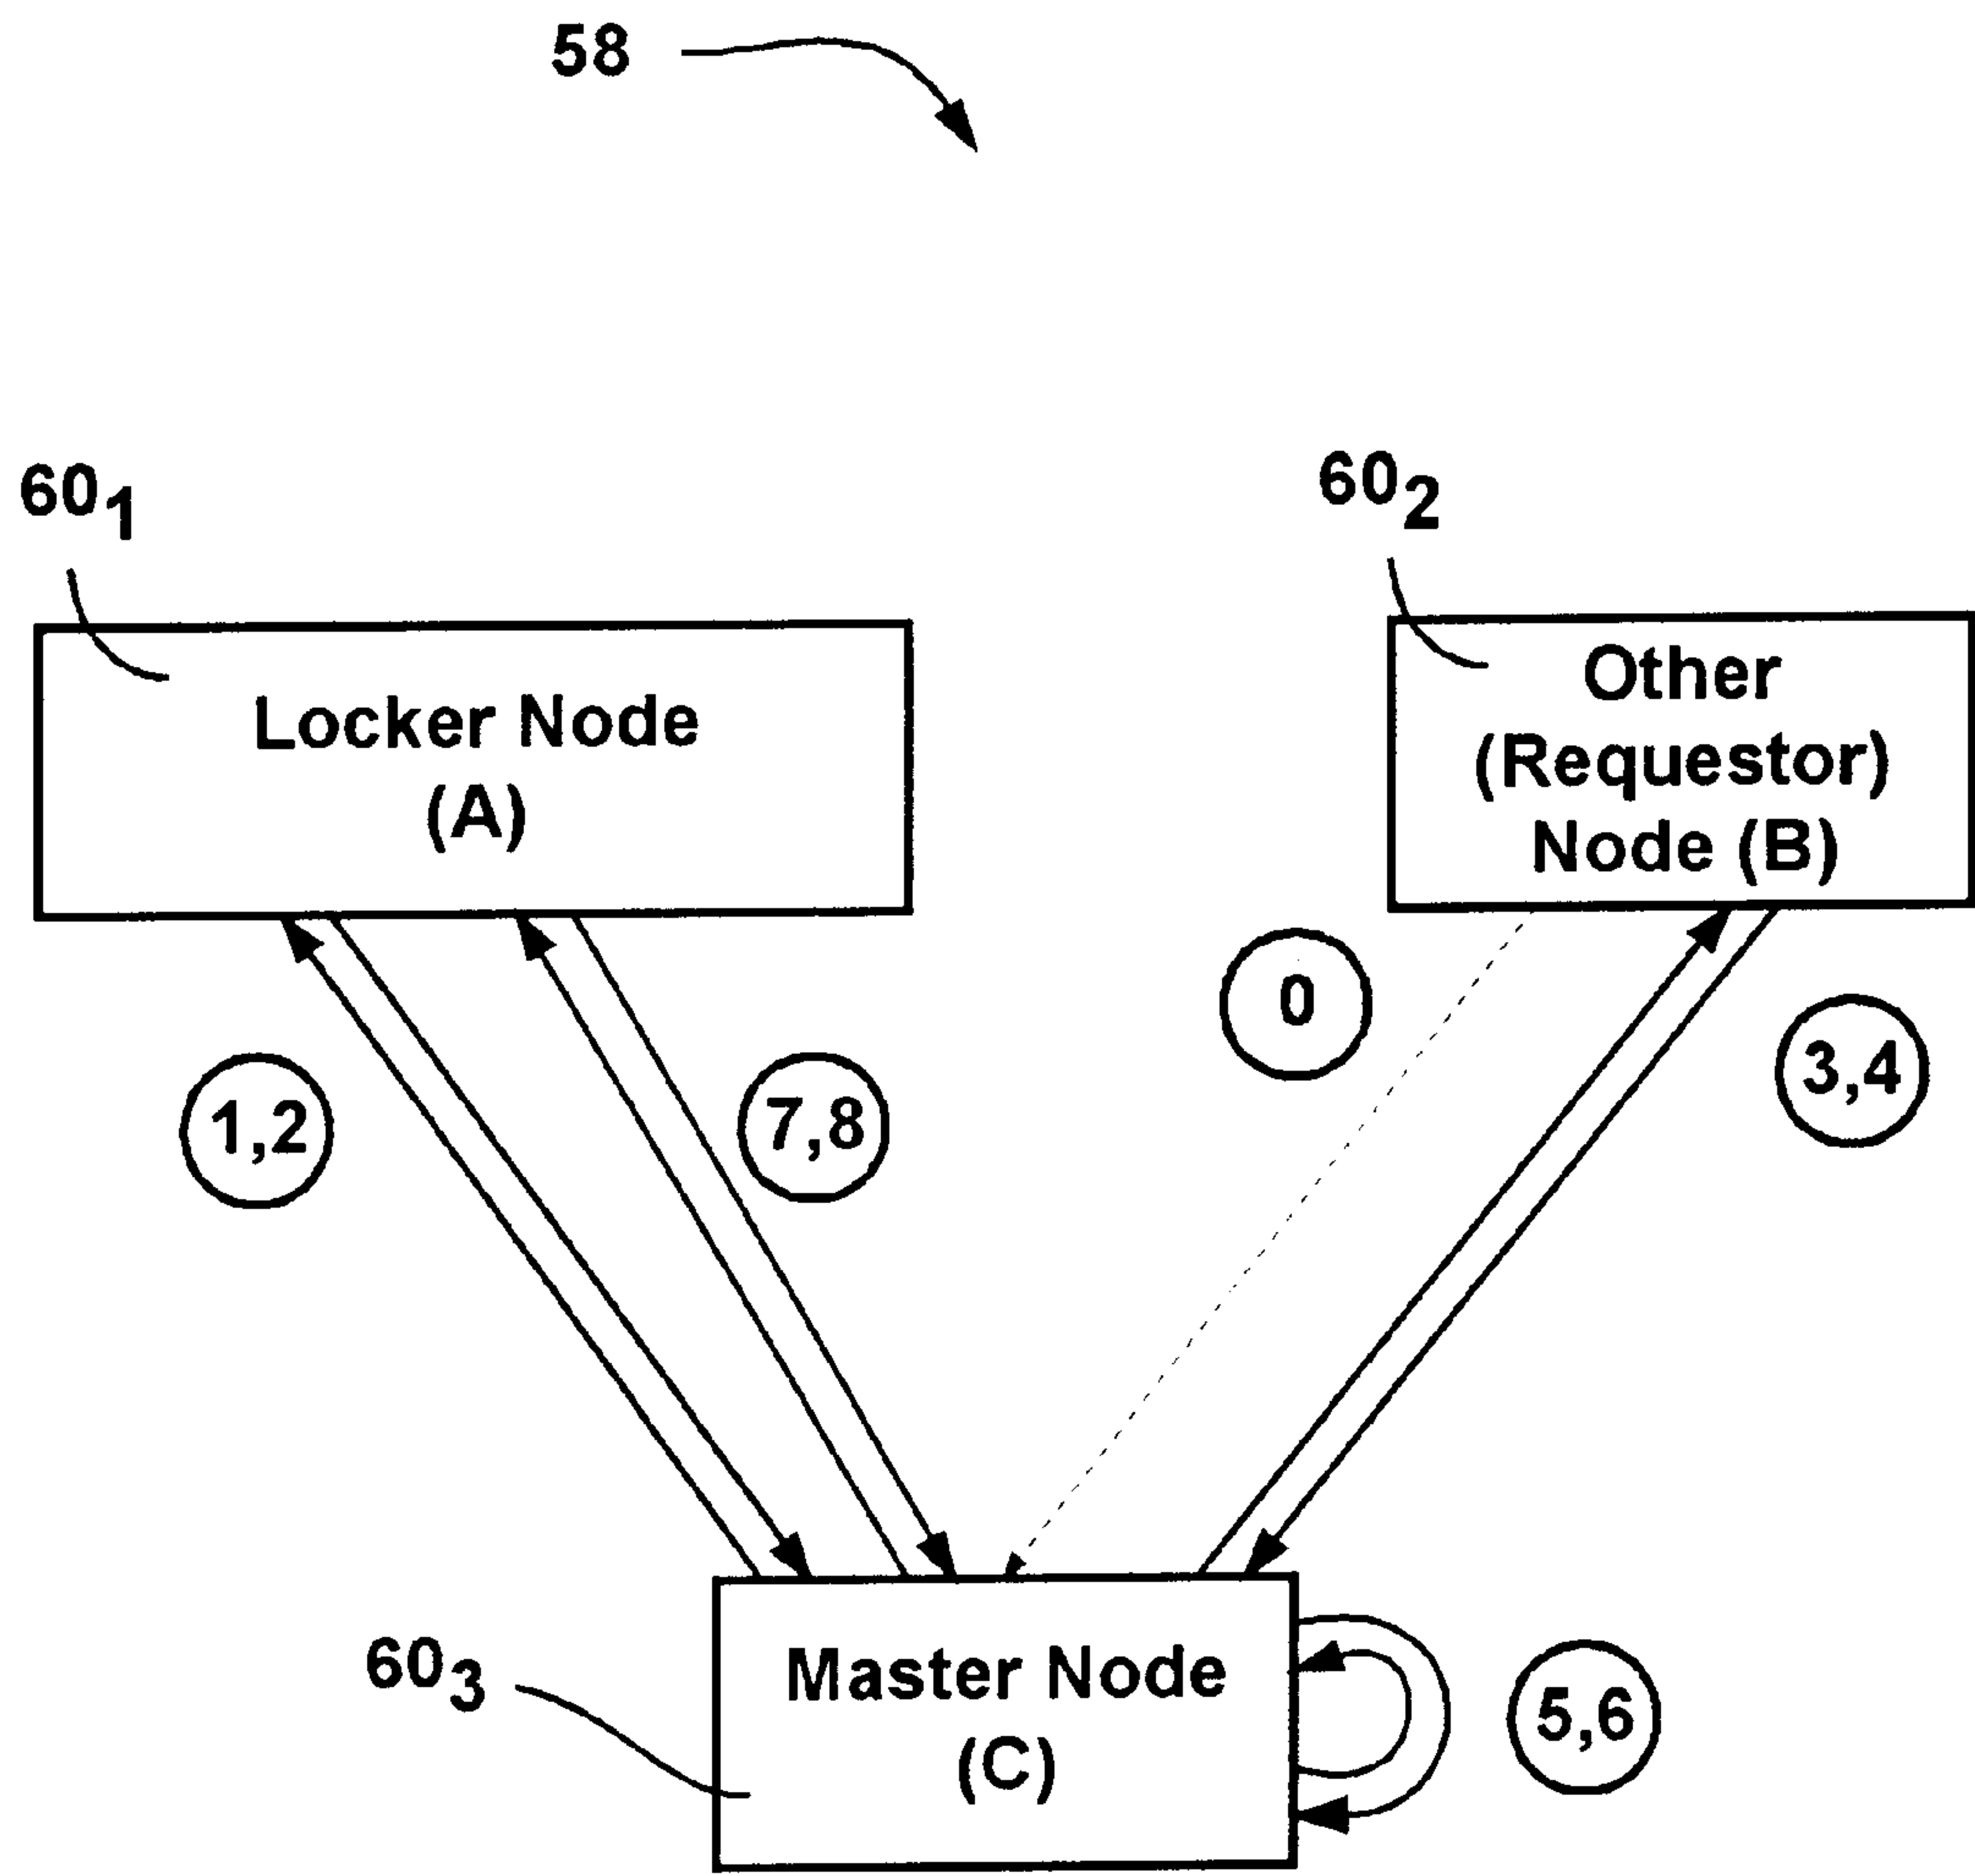 58
60₁
60₂
Locker Node
(A)
Other
(Requestor)
Node (B)
0
3,4
1,2
7,8
60₃
Master Node
(C)
5,6